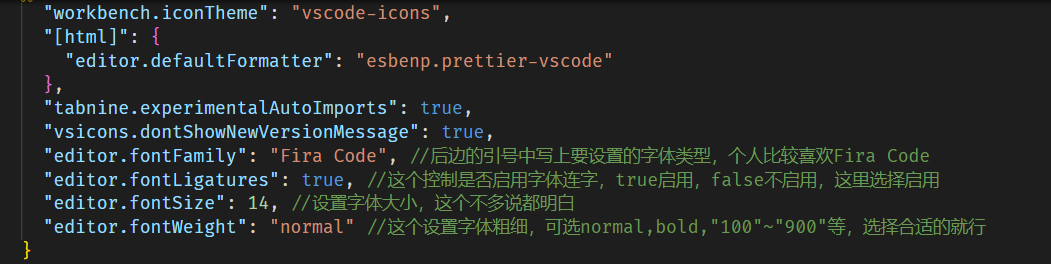 "workbench.iconTheme": "vscode-icons",
"[html]": {
"editor.defaultFormatter": "esbenp.prettier-vscode"
},
"tabnine.experimentalAutoImports": true,
"vsicons.dontShowNewVersionMessage": true,
"editor.fontFamily": "Fira Code", //后边的引号中写上要设置的字体类型，个人比较喜欢Fira Code
"editor.fontLigatures": true, //这个控制是否启用字体连字，true启用，false不启用，这里选择启用
"editor.fontSize": 14, //设置字体大小，这个不多说都明白
"editor.fontWeight": "normal" //这个设置字体粗细，可选normal,bold,"100"~"900"等，选择合适的就行
}